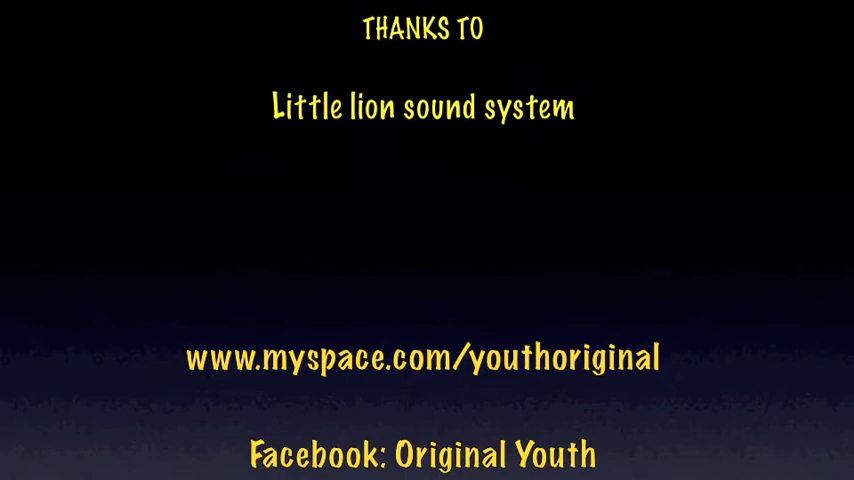 THANKS TO
Little lion sound system
www.myspace.com/youthoriginal
Facebook: Original Youth